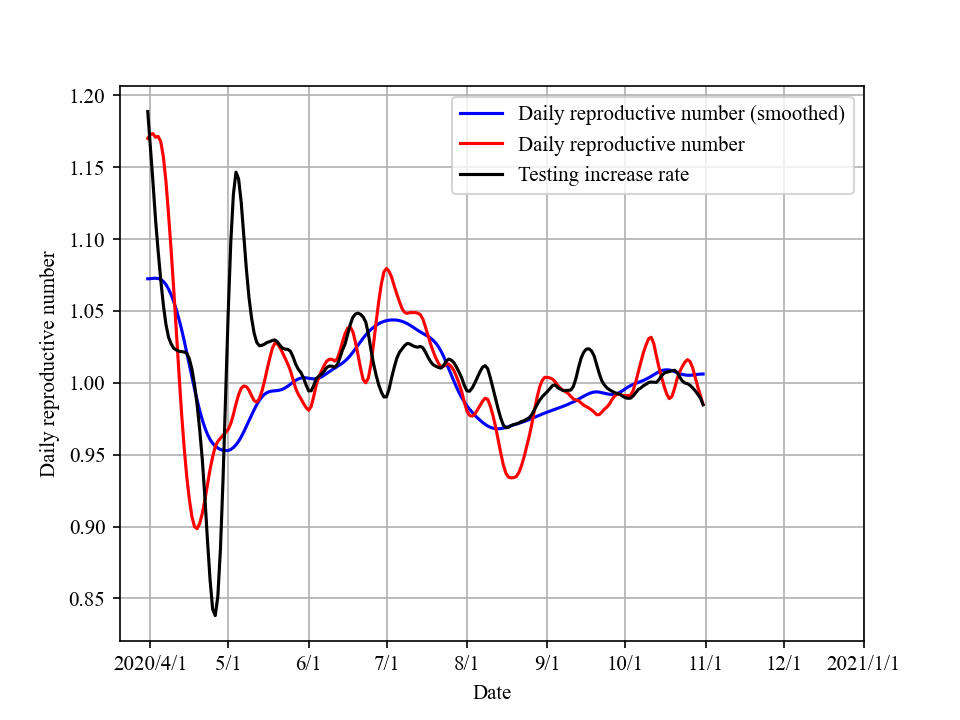 Daily reproductive number (smoothed)
Daily reproductive number
Testing increase rate
1.20
1.15
1.10
1.05
1.00
0.95
0.90
0.85
Daily reproductive number
2020/4/1 5/1 6/1 7/1 8/1 9/1 10/1 11/1 12/1 2021/1/1
Date